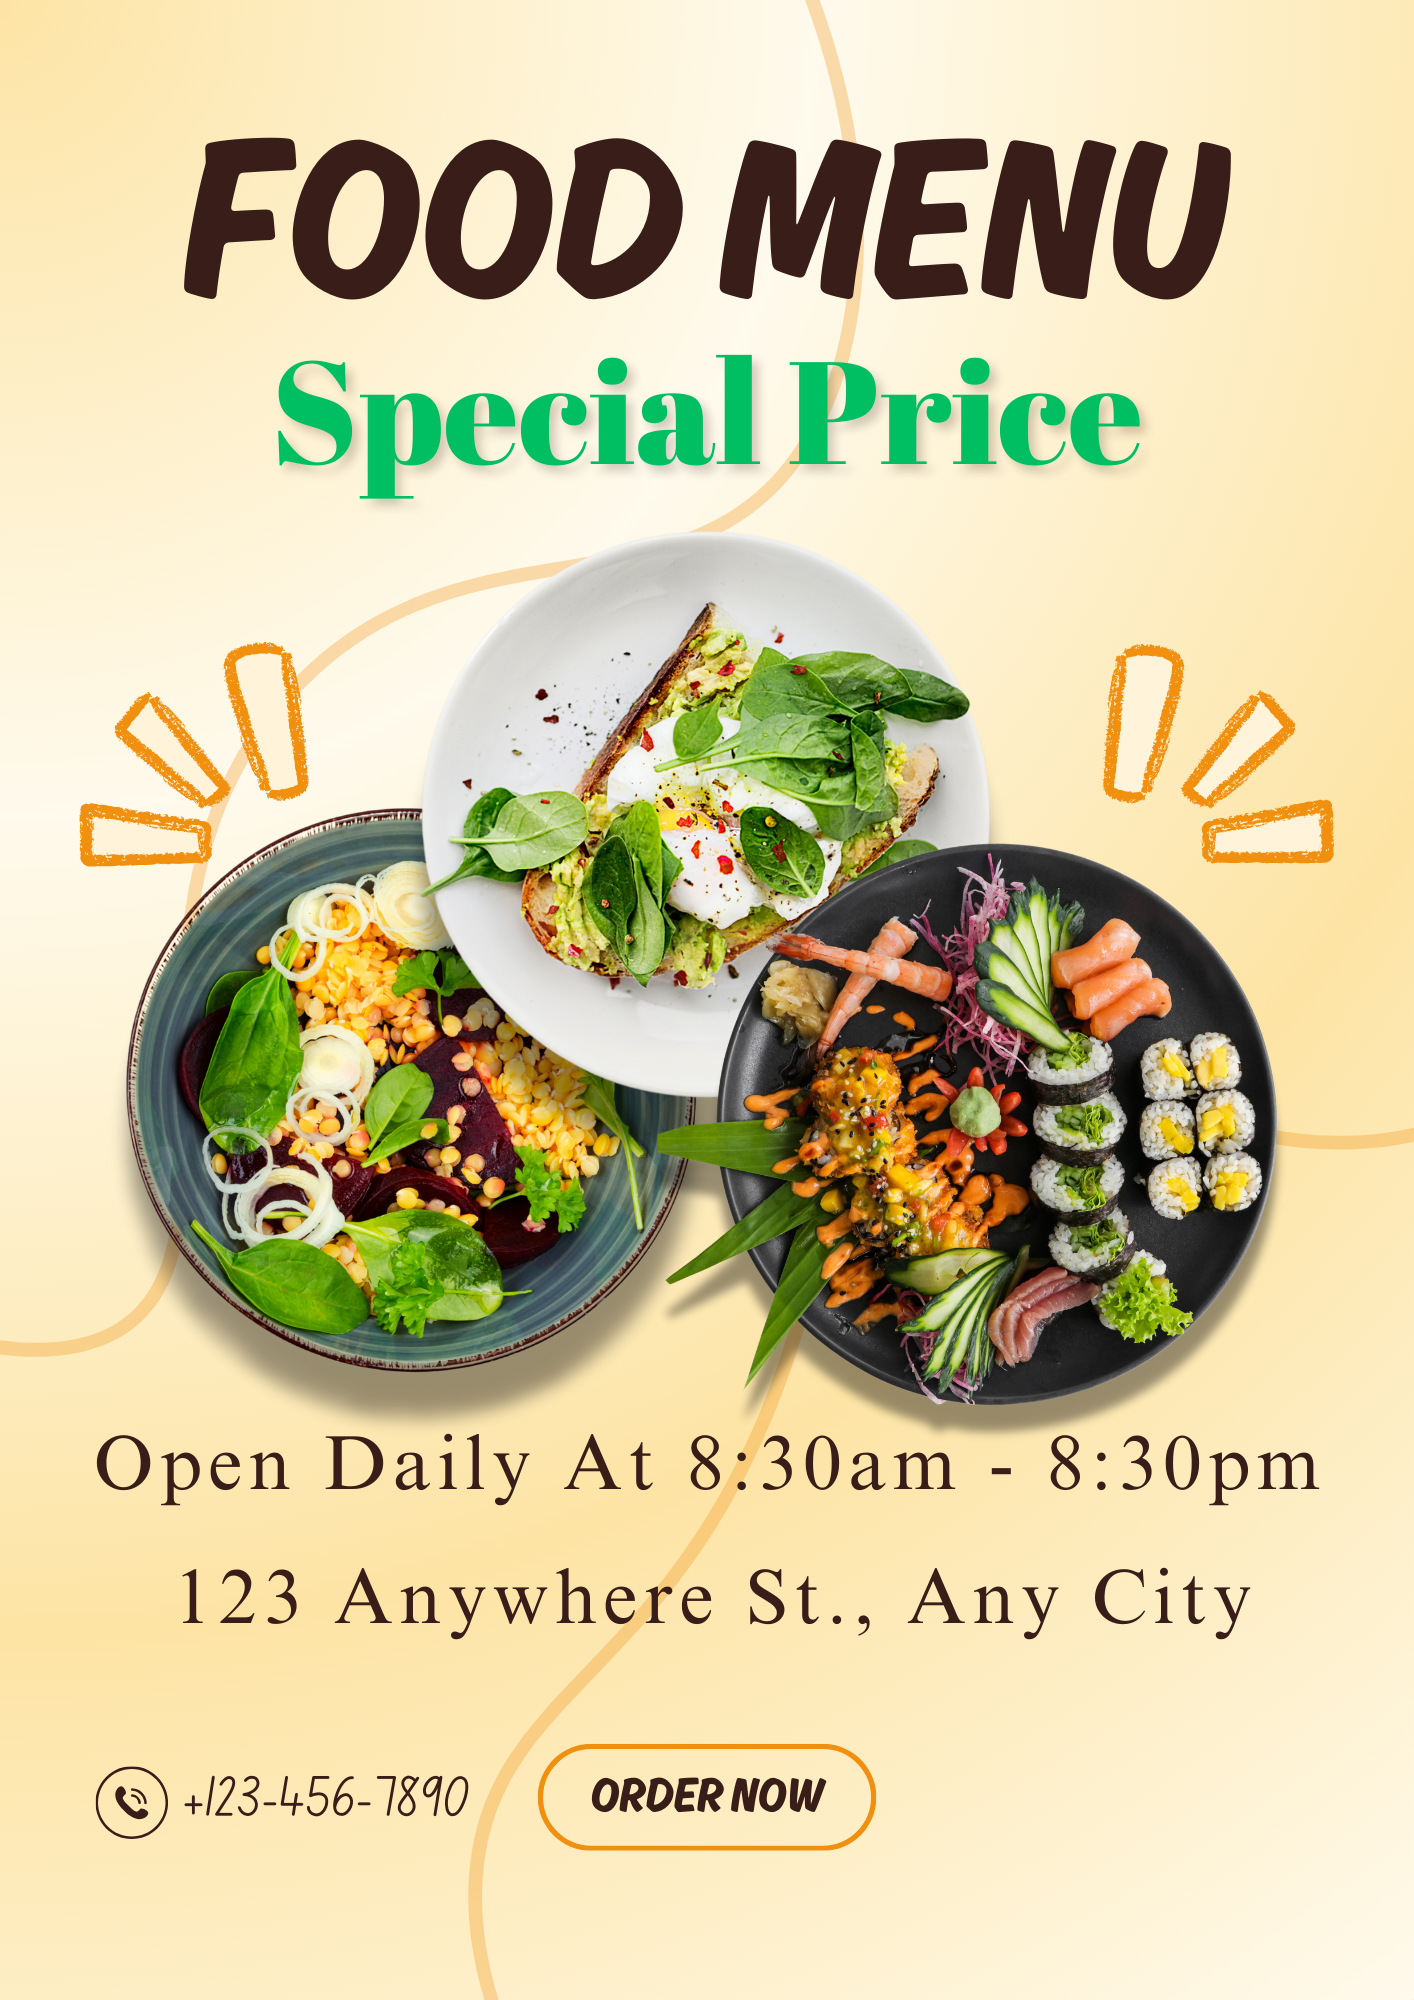 FOOD MENU
Special Price
Open Daily At 8:30am - 8:30pm
123 Anywhere St., Any City
+123-456-7890
ORDER NOW